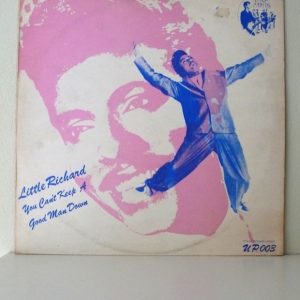 Little Richard
You Can't Keep A
Good Man Down
UP003